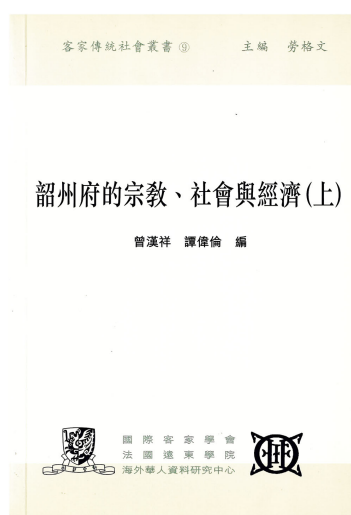 客家傳統社會叢書⑨　主編　勞格文
韶州府的宗教、社會與經濟(上)
曾漢祥　譚偉倫　編
國際客家學會
法國遠東學院
海外華人資料研究中心